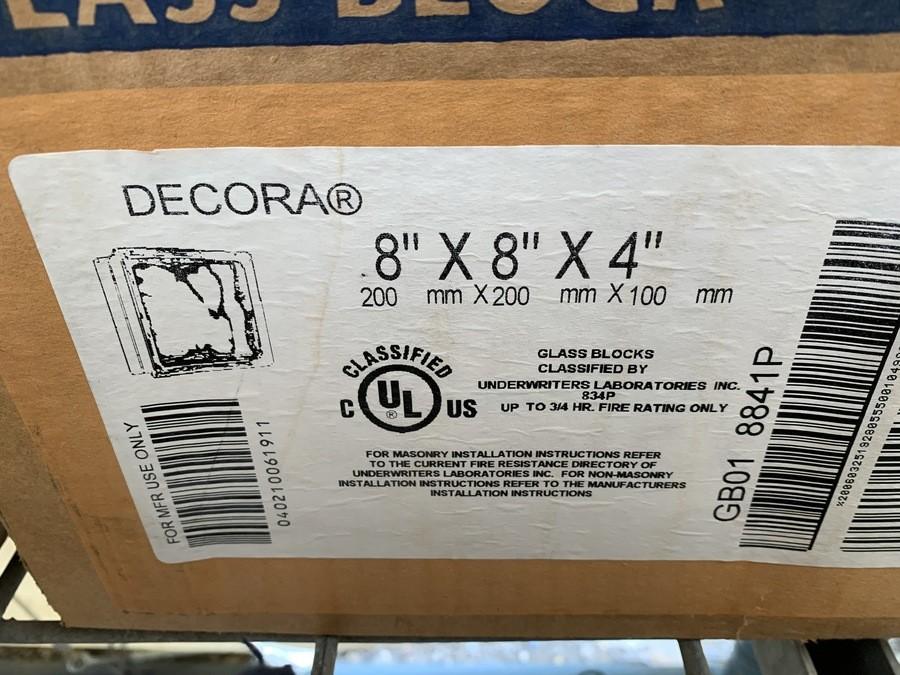 GLASS BLOCK
DECORA®
8" X 8" X 4"
200 mm X 200 mm X 100 mm
CLASSIFIED
C UL ® US
GLASS BLOCKS
CLASSIFIED BY
UNDERWRITERS LABORATORIES INC.
834P
UP TO 3/4 HR. FIRE RATING ONLY
FOR MASONRY INSTALLATION INSTRUCTIONS REFER
TO THE CURRENT FIRE RESISTANCE DIRECTORY OF
UNDERWRITERS LABORATORIES INC. FOR NON-MASONRY
INSTALLATION INSTRUCTIONS REFER TO THE MANUFACTURERS
INSTALLATION INSTRUCTIONS
FOR MFR USE ONLY
040210061911
GB01 8841P